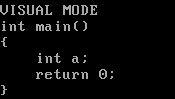 VISUAL MODE
int main()
{
    int a;
    return 0;
}